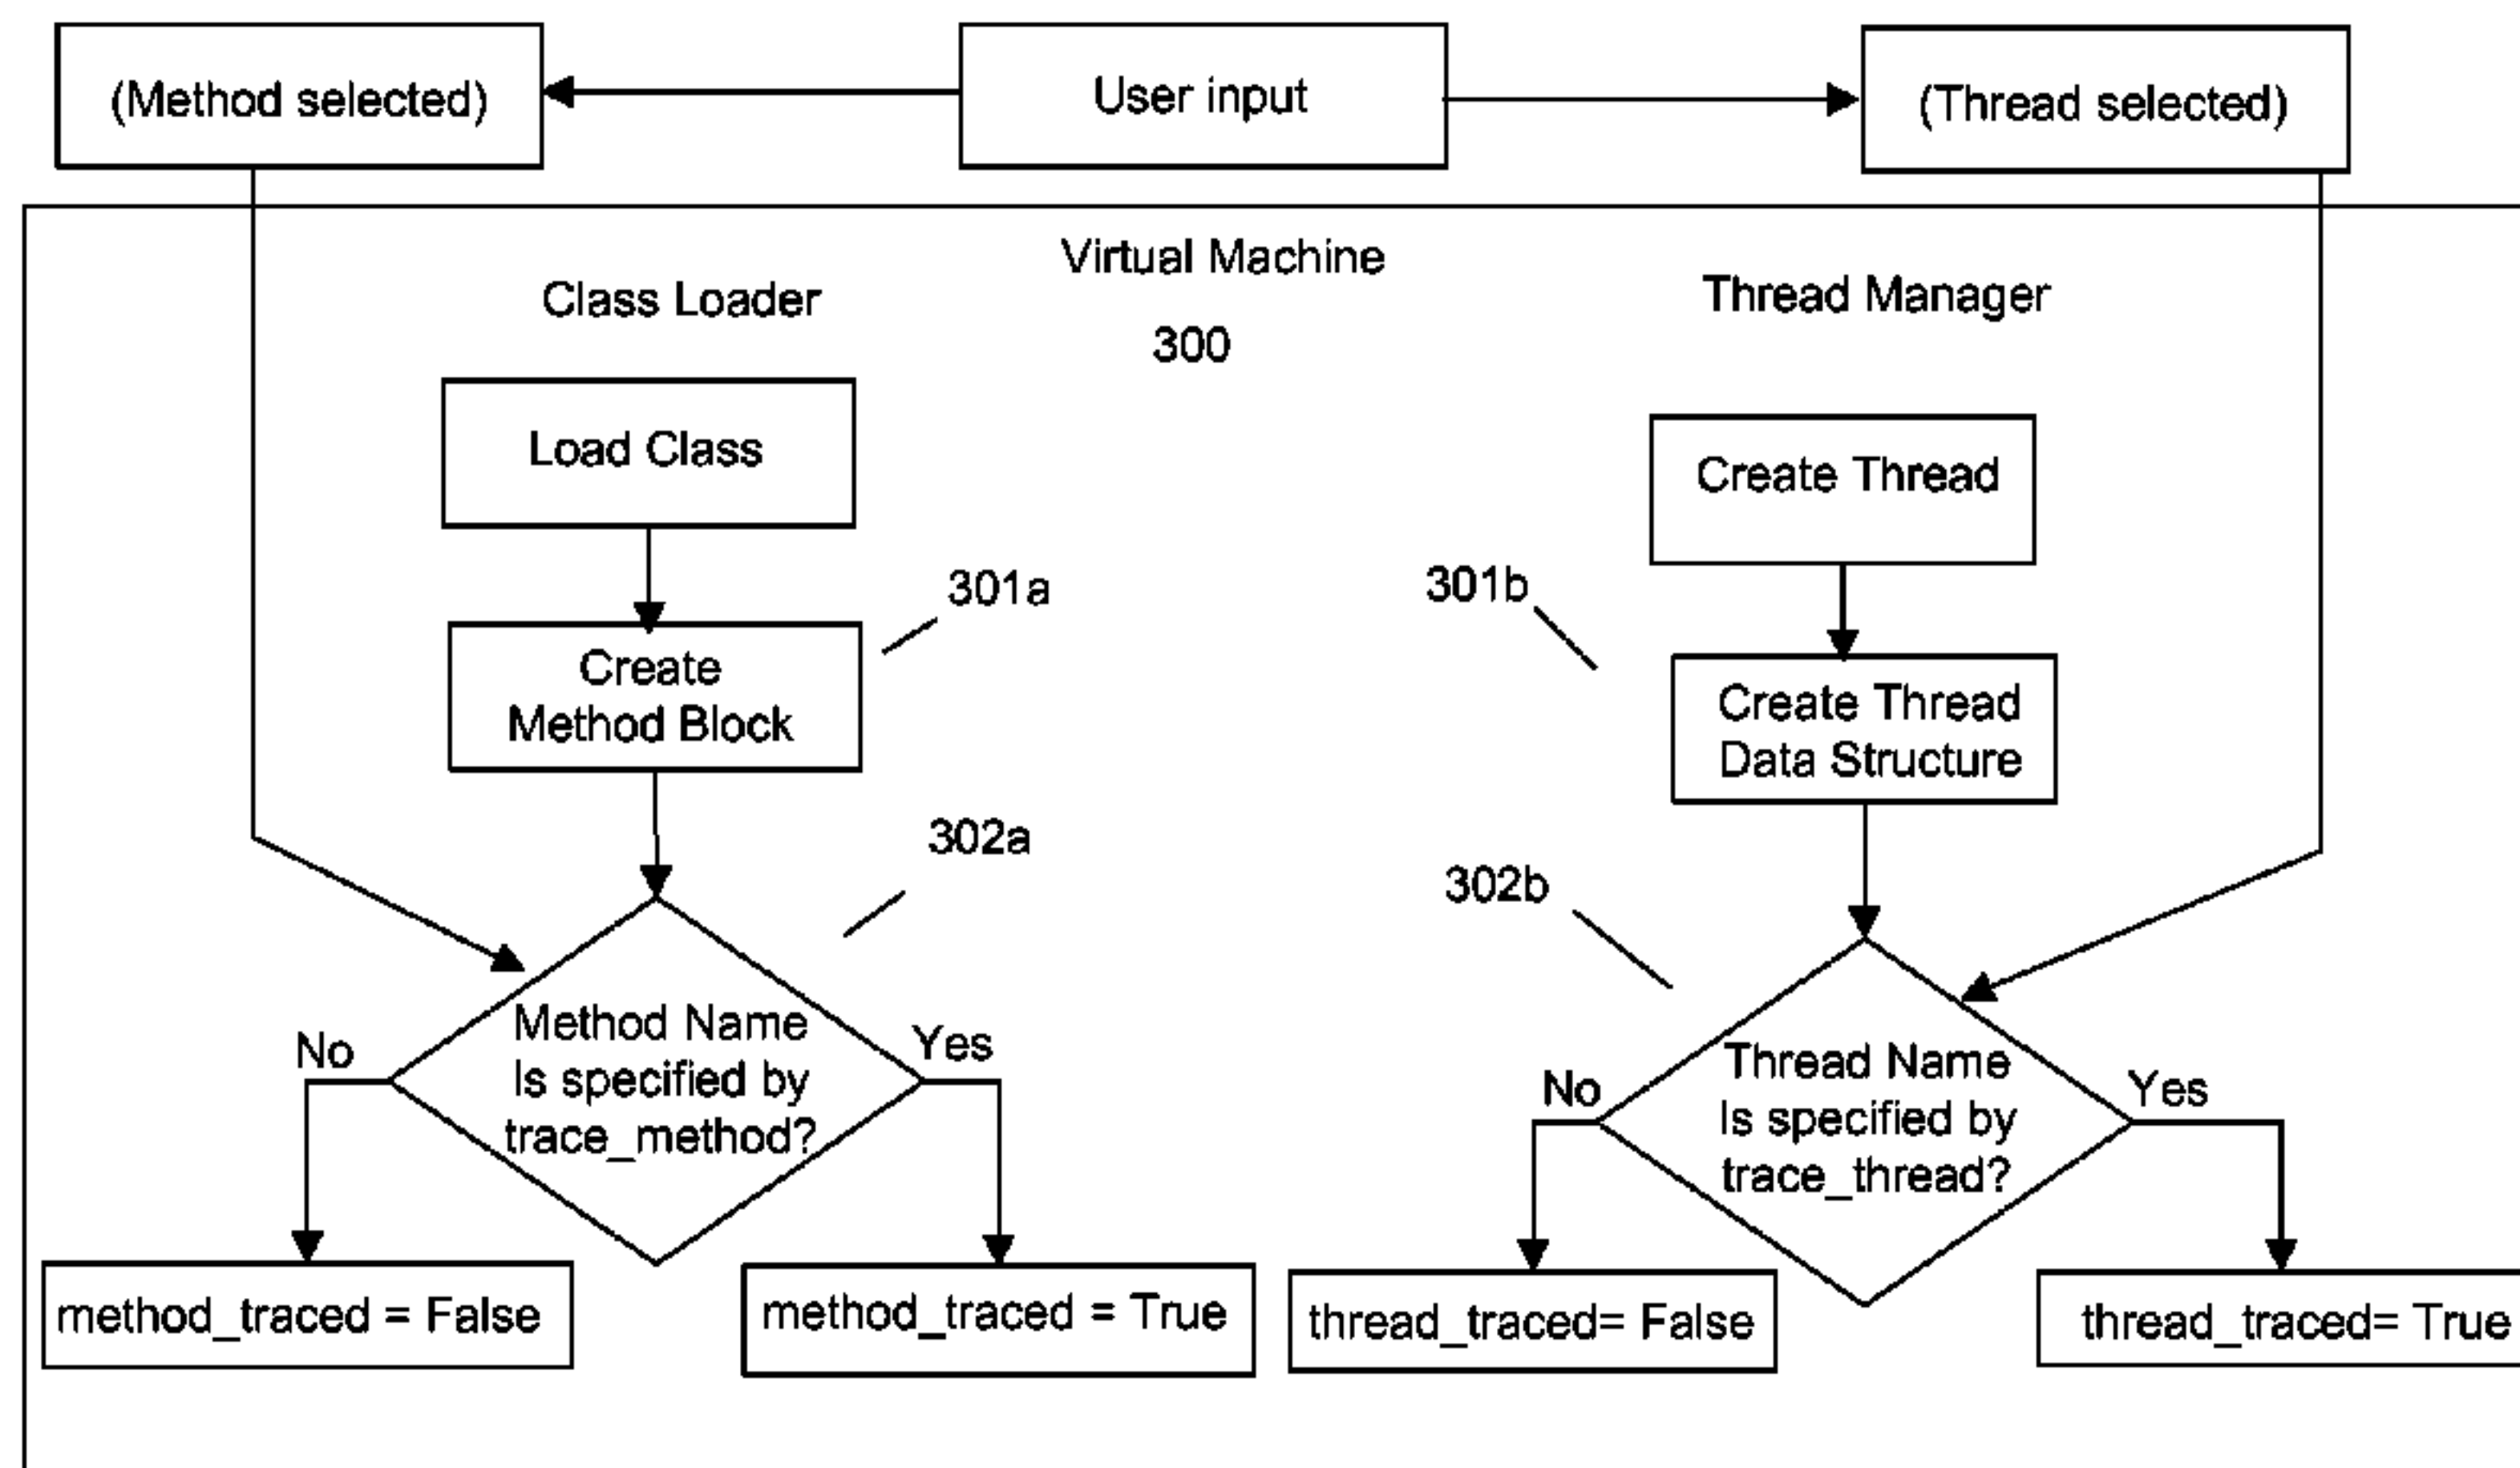 (Method selected)
User input
(Thread selected)
Virtual Machine
300
Class Loader
Thread Manager
Load Class
Create Thread
301a
301b
Create
Method Block
Create Thread
Data Structure
302a
302b
Method Name
Is specified by
trace_method?
No
Yes
Thread Name
Is specified by
trace_thread?
No
Yes
method_traced = False
method_traced = True
thread_traced= False
thread_traced= True